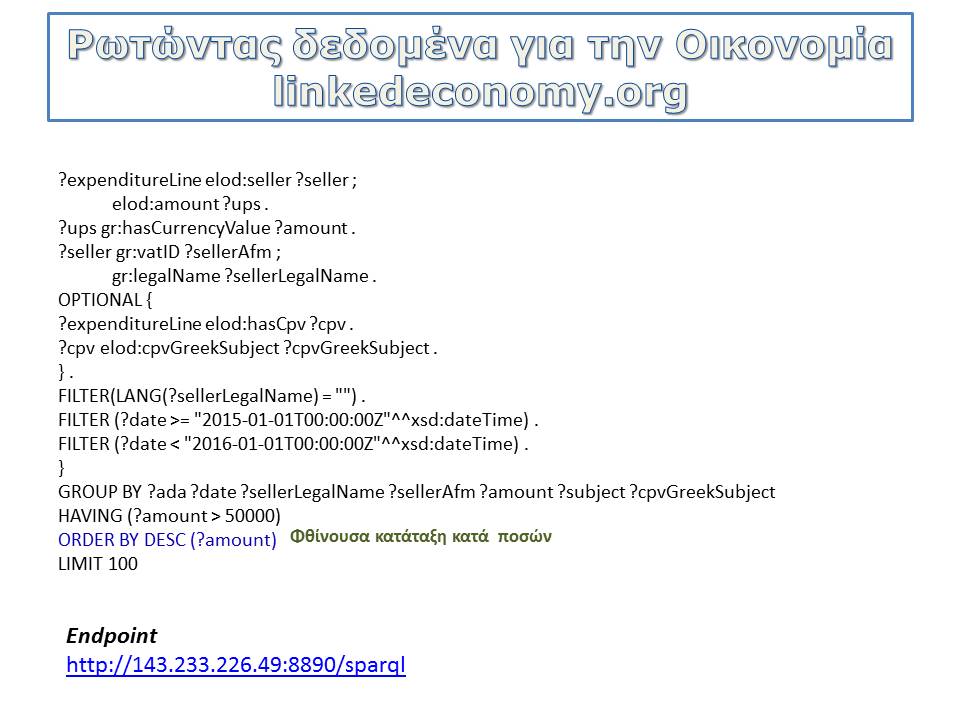 Ρωτώντας δεδομένα για την Οικονομία
linkedeconomy.org
?expenditureLine elod:seller ?seller ;
elod:amount ?ups .
?ups gr:hasCurrencyValue ?amount .
?seller gr:vatID ?sellerAfm ;
gr:legalName ?sellerLegalName .
OPTIONAL {
?expenditureLine elod:hasCpv ?cpv .
?cpv elod:cpvGreekSubject ?cpvGreekSubject .
} .
FILTER(LANG(?sellerLegalName) = "") .
FILTER (?date >= "2015-01-01T00:00:00Z"^^xsd:dateTime) .
FILTER (?date < "2016-01-01T00:00:00Z"^^xsd:dateTime) .
}
GROUP BY ?ada ?date ?sellerLegalName ?sellerAfm ?amount ?subject ?cpvGreekSubject
HAVING (?amount > 50000)
ORDER BY DESC (?amount) Φθίνουσα κατάταξη κατά ποσών
LIMIT 100
Endpoint
http://143.233.226.49:8890/sparql